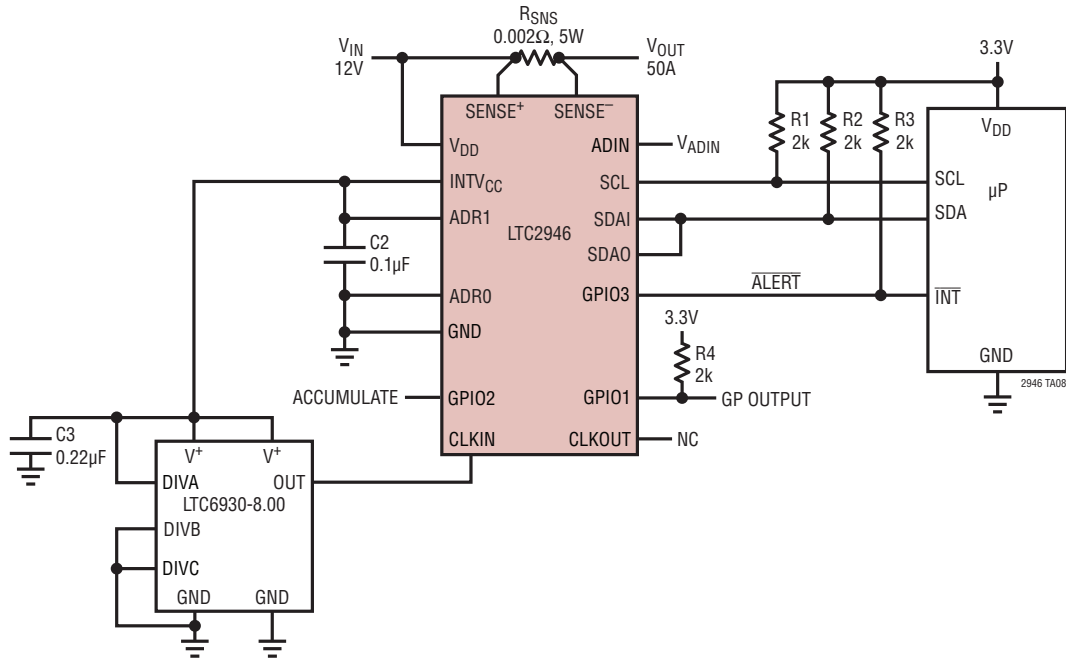 RSNS
0.002Ω, 5W
VIN
12V
VOUT
50A
3.3V
SENSE+
SENSE−
R1
2k
R2
2k
R3
2k
VDD
VDD
ADIN
VADIN
INTVCC
SCL
SCL
µP
ADR1
LTC2946
SDAI
SDA
C2
0.1µF
SDAO
ADR0
GPIO3
ALERT
INT
GND
3.3V
R4
2k
GND
2946 TA08
ACCUMULATE
GPIO2
GPIO1
GP OUTPUT
CLKIN
CLKOUT
NC
C3
0.22µF
V+
V+
DIVA
OUT
LTC6930-8.00
DIVB
DIVC
GND
GND